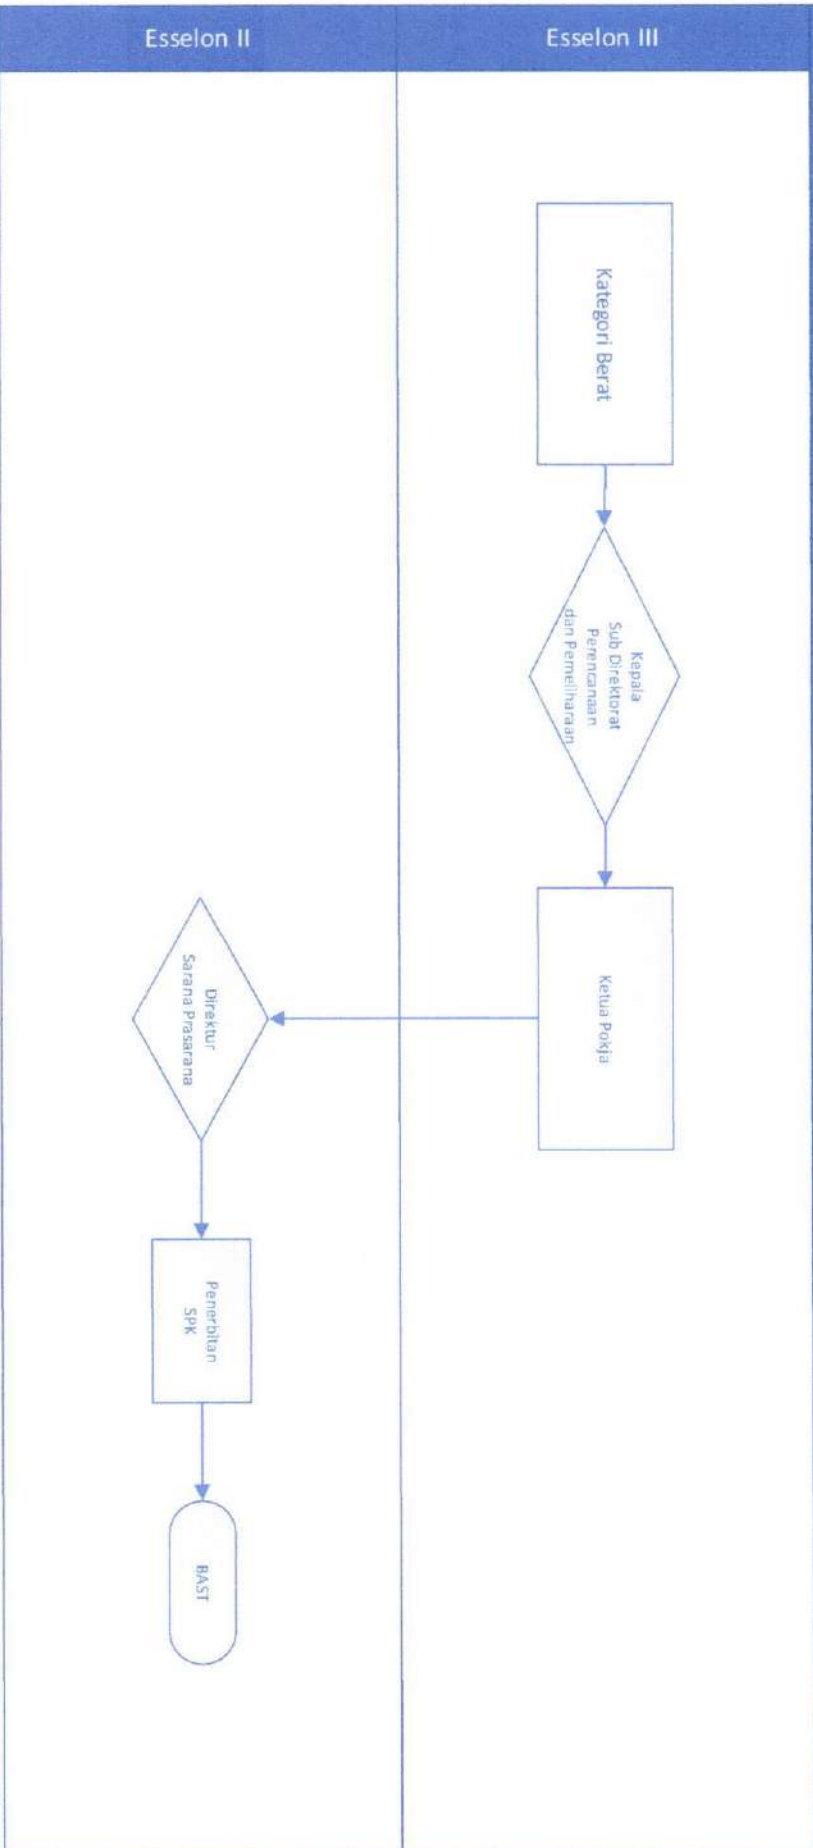 Esselon II
Esselon III
Kategori Berat
Kepala
Sub Direktorat
Perencanaan
dan Pemeliharaan
Ketua Pokja
Direktur
Sarana Prasarana
Penerbitan
SPK
BAST